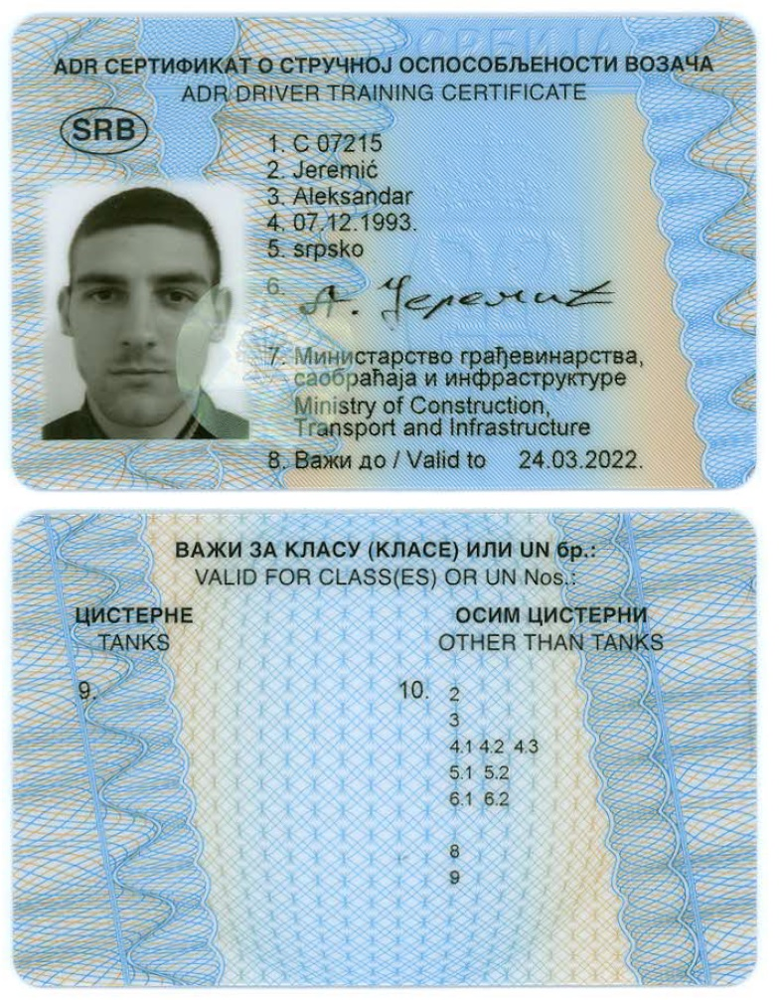 СРБИЈА
ADR СЕРТИФИКАТ О СТРУЧНОЈ ОСПОСОБЉЕНОСТИ ВОЗАЧА
ADR DRIVER TRAINING CERTIFICATE
SRB
1. C 07215
2. Jeremić
3. Aleksandar
4. 07.12.1993.
5. srpsko
6. А. Јеремић
7. Министарство грађевинарства,
саобраћаја и инфраструктуре
Ministry of Construction,
Transport and Infrastructure
8. Важи до / Valid to 24.03.2022.
ВАЖИ ЗА КЛАСУ (КЛАСЕ) ИЛИ UN бр.:
VALID FOR CLASS(ES) OR UN Nos.:
ЦИСТЕРНЕ ОСИМ ЦИСТЕРНИ
TANKS OTHER THAN TANKS
9. 10. 2
3
4.1 4.2 4.3
5.1 5.2
6.1 6.2
8
9